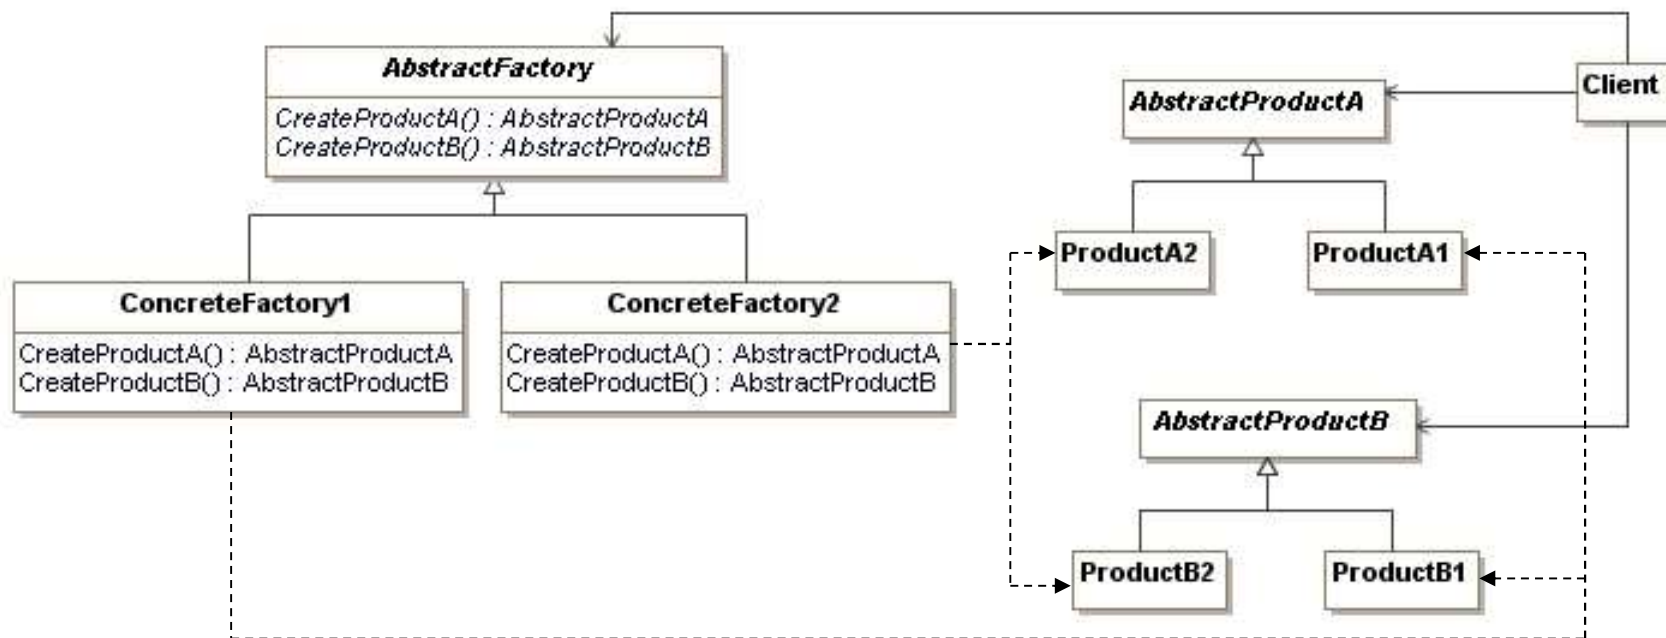 AbstractFactory
CreateProductA() : AbstractProductA
CreateProductB() : AbstractProductB
AbstractProductA
Client
ProductA2
ProductA1
ConcreteFactory1
CreateProductA() : AbstractProductA
CreateProductB() : AbstractProductB
ConcreteFactory2
CreateProductA() : AbstractProductA
CreateProductB() : AbstractProductB
AbstractProductB
ProductB2
ProductB1